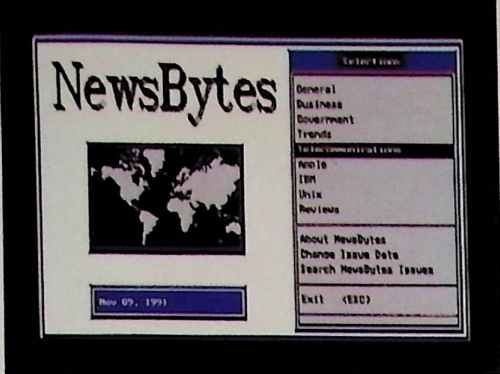 NewsBytes
Selections
General
Business
Government
Trends
Telecommunications
Apple
IBM
Unix
Reviews
About NewsBytes
Change Issue Date
Search NewsBytes Issues
Exit (ESC)
Nov 05, 1991